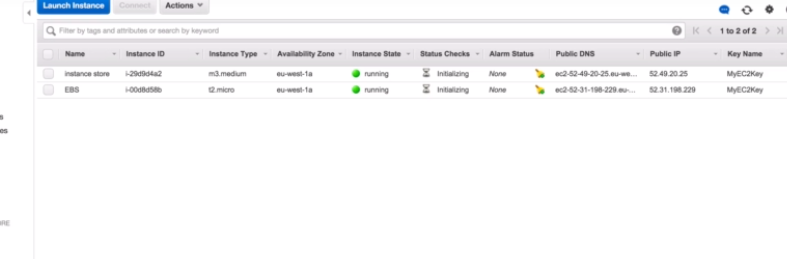 Launch Instance Connect Actions
Filter by tags and attributes or search by keyword 1 to 2 of 2
Name Instance ID Instance Type Availability Zone Instance State Status Checks Alarm Status Public DNS Public IP Key Name
instance store i-29d9d4a2 m3.medium eu-west-1a running Initializing None ec2-52-49-20-25.eu-we... 52.49.20.25 MyEC2Key
EBS i-00d8d58b t2.micro eu-west-1a running Initializing None ec2-52-31-198-229.eu-... 52.31.198.229 MyEC2Key
s
es
RE